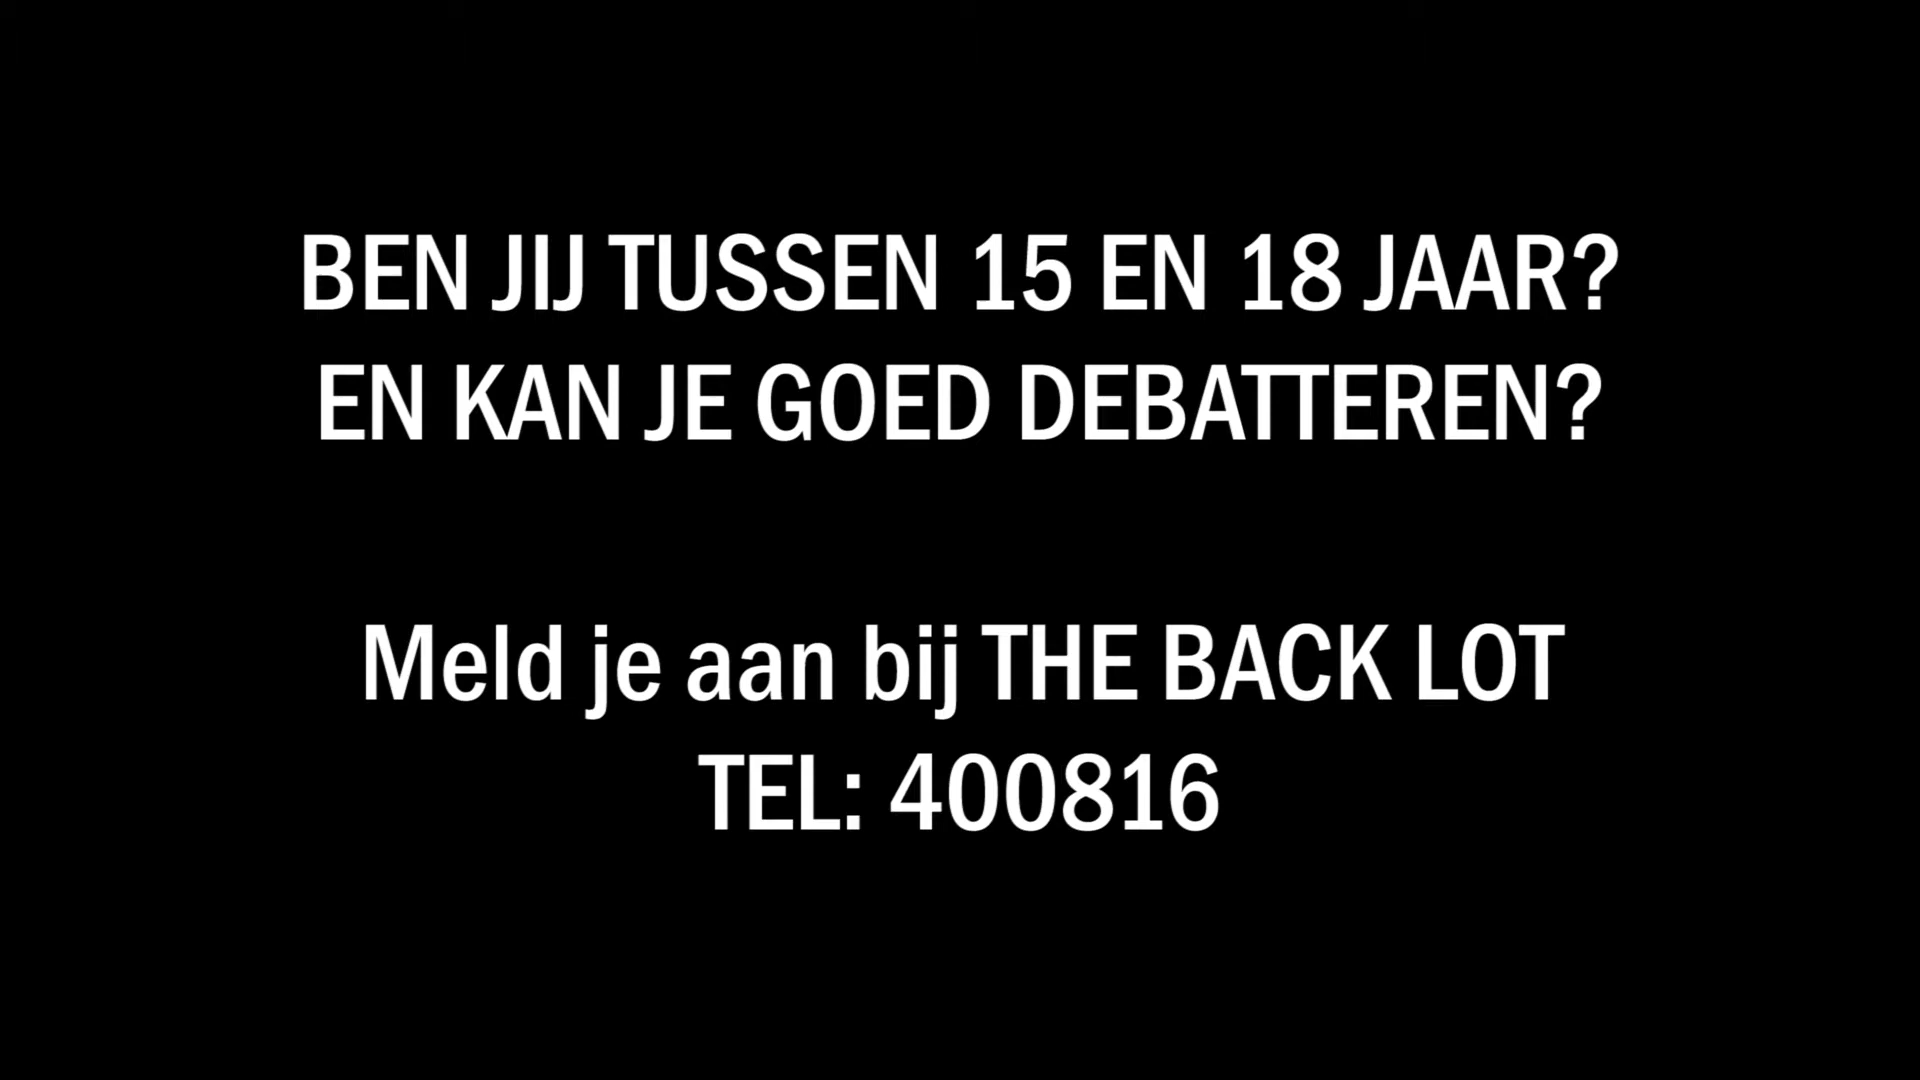 BEN JIJ TUSSEN 15 EN 18 JAAR?
EN KAN JE GOED DEBATTEREN?
Meld je aan bij THE BACK LOT
TEL: 400816